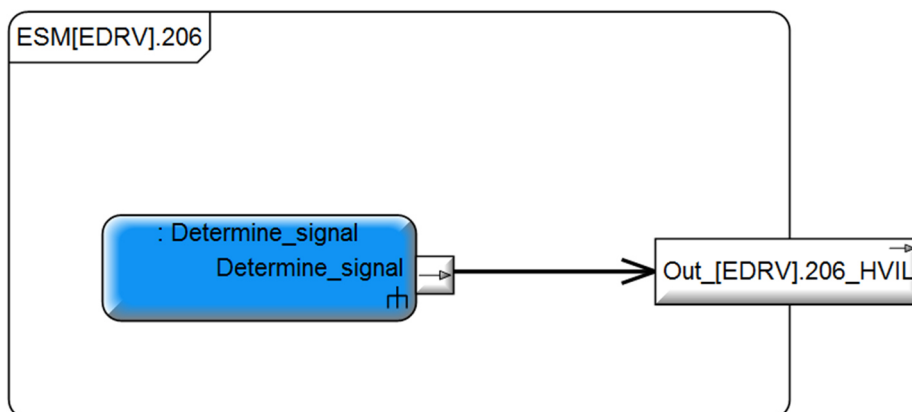 ESM[EDRV].206
: Determine_signal
Determine_signal
Out_[EDRV].206_HVIL